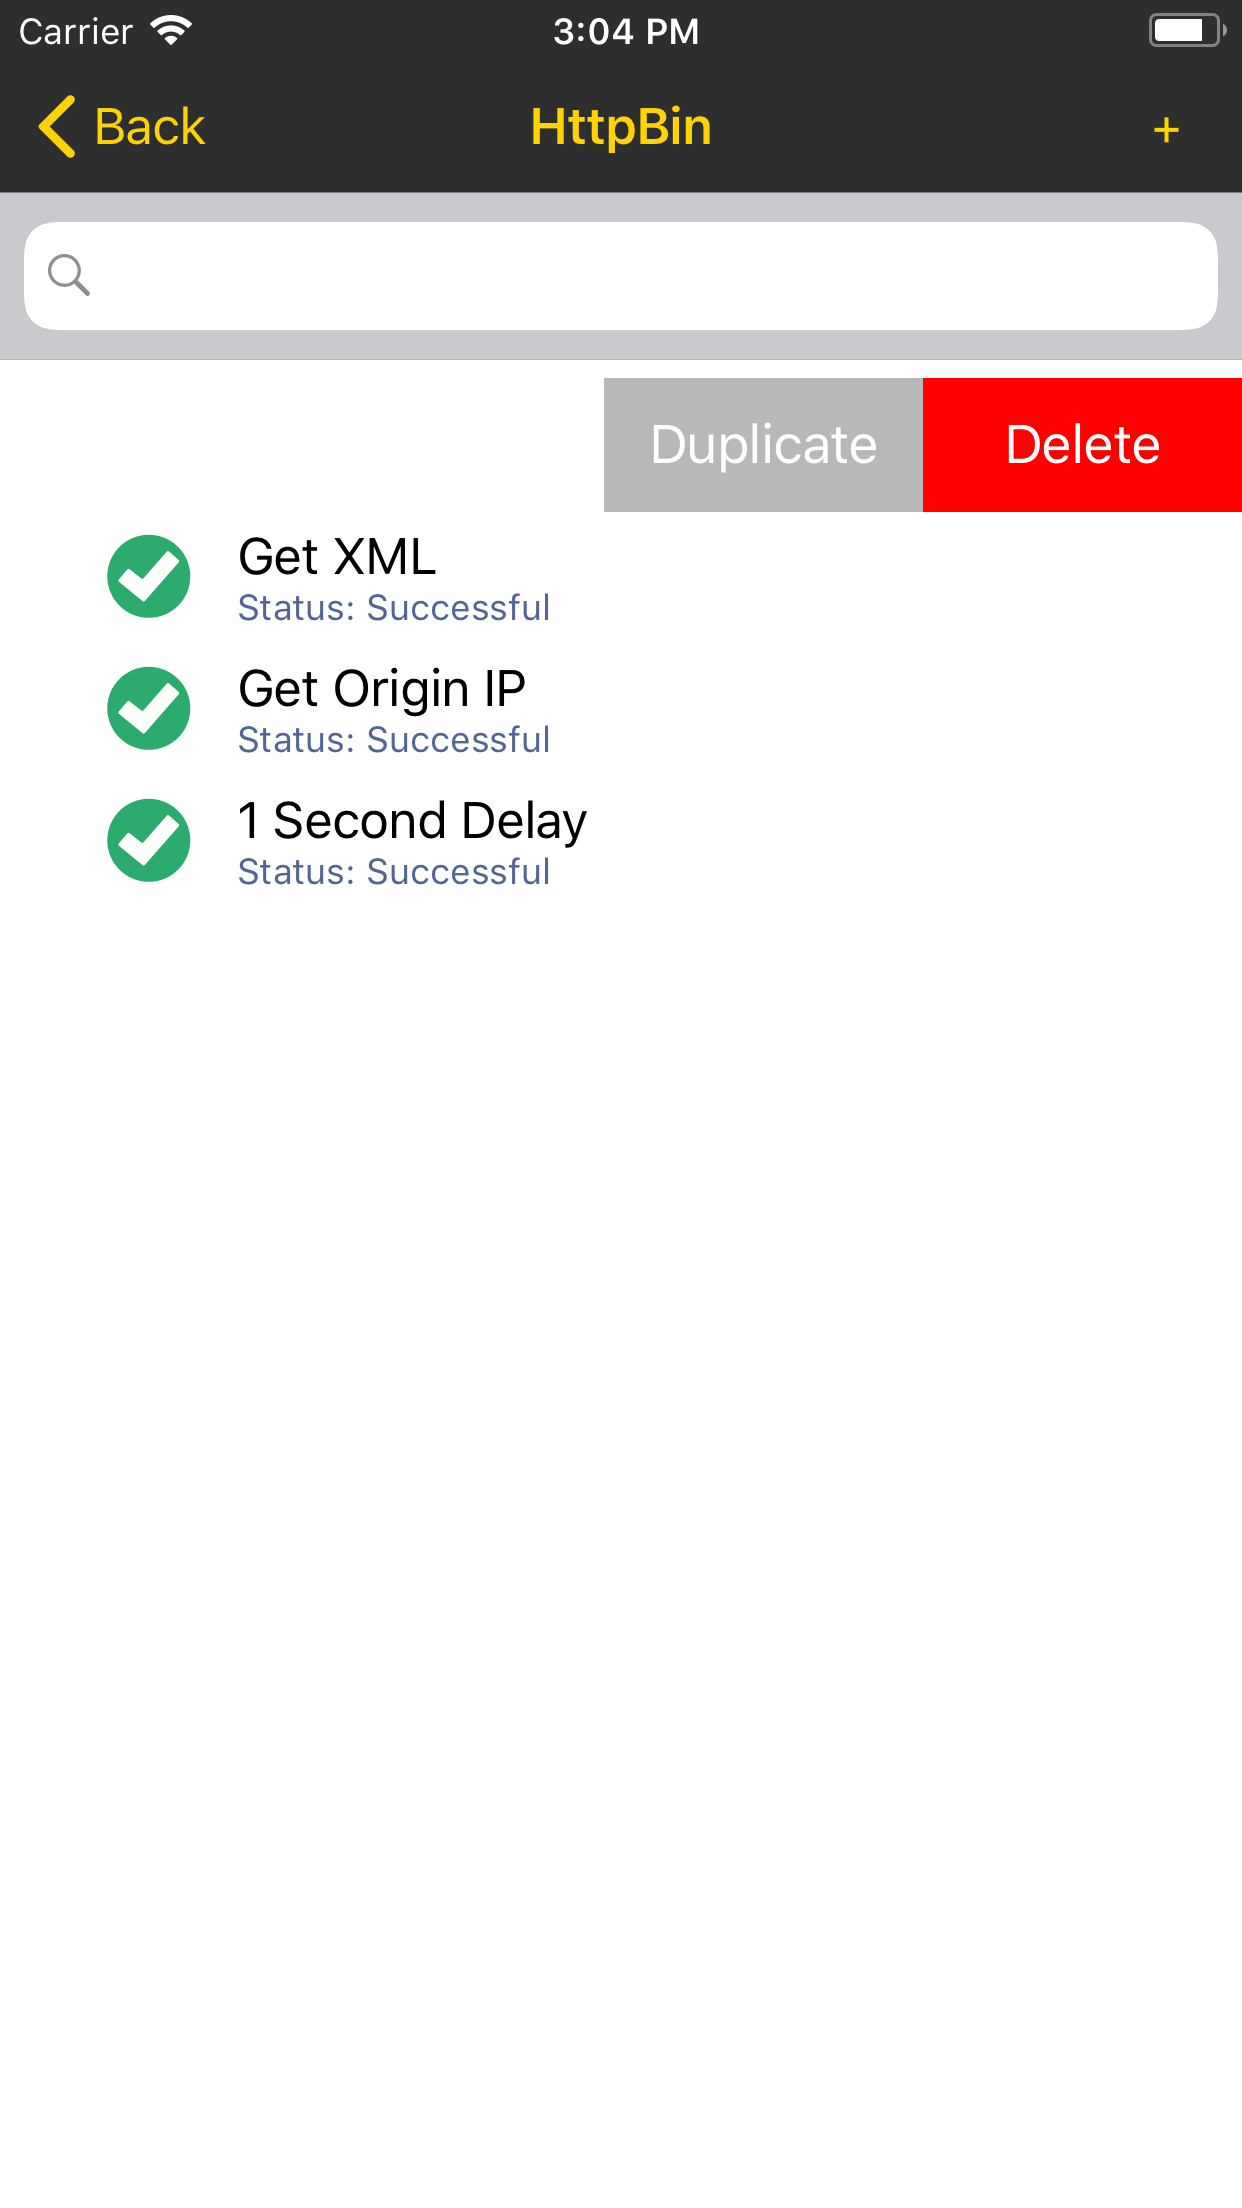 Carrier 3:04 PM
Back HttpBin +
Duplicate Delete
Get XML
Status: Successful
Get Origin IP
Status: Successful
1 Second Delay
Status: Successful